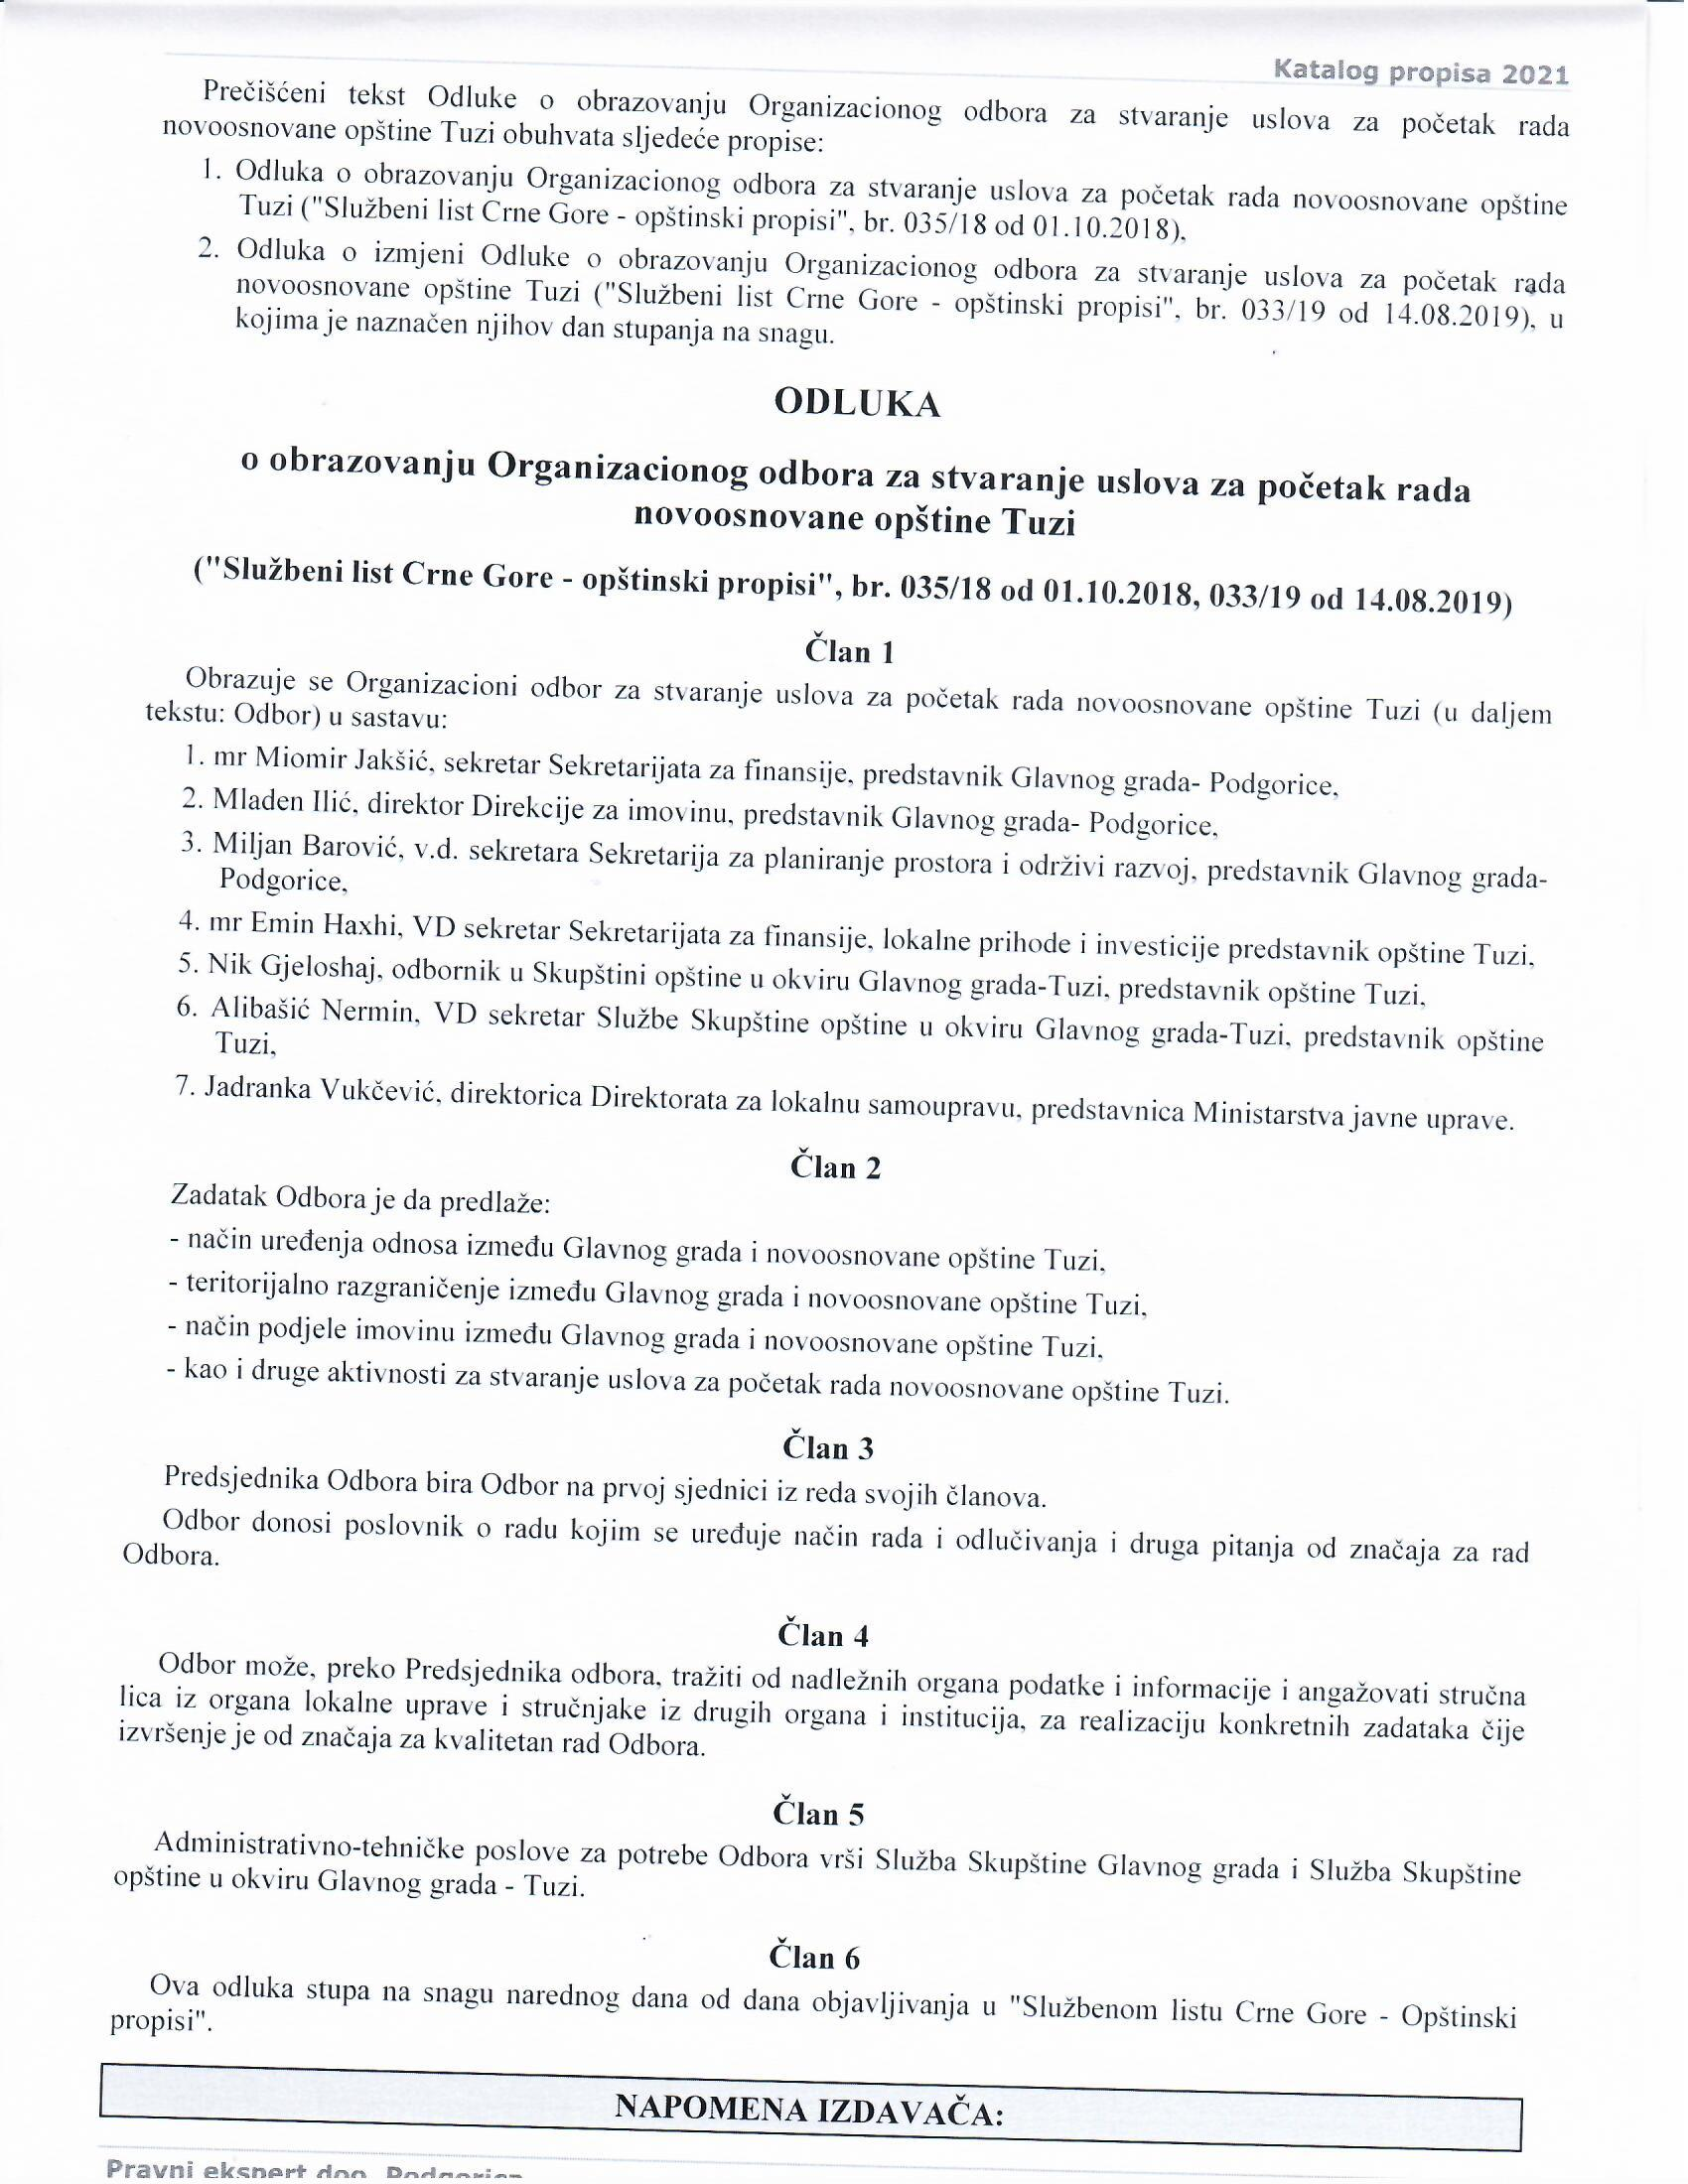 Katalog propisa 2021
Prečišćeni tekst Odluke o obrazovanju Organizacionog odbora za stvaranje uslova za početak rada
novoosnovane opštine Tuzi obuhvata sljedeće propise:
1. Odluka o obrazovanju Organizacionog odbora za stvaranje uslova za početak rada novoosnovane opštine
Tuzi ("Službeni list Crne Gore - opštinski propisi", br. 035/18 od 01.10.2018),
2. Odluka o izmjeni Odluke o obrazovanju Organizacionog odbora za stvaranje uslova za početak rada
novoosnovane opštine Tuzi ("Službeni list Crne Gore - opštinski propisi", br. 033/19 od 14.08.2019), u
kojima je naznačen njihov dan stupanja na snagu.
ODLUKA
o obrazovanju Organizacionog odbora za stvaranje uslova za početak rada
novoosnovane opštine Tuzi
("Službeni list Crne Gore - opštinski propisi", br. 035/18 od 01.10.2018, 033/19 od 14.08.2019)
Član 1
Obrazuje se Organizacioni odbor za stvaranje uslova za početak rada novoosnovane opštine Tuzi (u daljem
tekstu: Odbor) u sastavu:
1. mr Miomir Jakšić, sekretar Sekretarijata za finansije, predstavnik Glavnog grada- Podgorice,
2. Mladen Ilić, direktor Direkcije za imovinu, predstavnik Glavnog grada- Podgorice,
3. Miljan Barović, v.d. sekretara Sekretarija za planiranje prostora i održivi razvoj, predstavnik Glavnog grada-
Podgorice,
4. mr Emin Haxhi, VD sekretar Sekretarijata za finansije, lokalne prihode i investicije predstavnik opštine Tuzi,
5. Nik Gjeloshaj, odbornik u Skupštini opštine u okviru Glavnog grada-Tuzi, predstavnik opštine Tuzi,
6. Alibašić Nermin, VD sekretar Službe Skupštine opštine u okviru Glavnog grada-Tuzi, predstavnik opštine
Tuzi,
7. Jadranka Vukčević, direktorica Direktorata za lokalnu samoupravu, predstavnica Ministarstva javne uprave.
Član 2
Zadatak Odbora je da predlaže:
- način uređenja odnosa između Glavnog grada i novoosnovane opštine Tuzi,
- teritorijalno razgraničenje između Glavnog grada i novoosnovane opštine Tuzi,
- način podjele imovinu između Glavnog grada i novoosnovane opštine Tuzi,
- kao i druge aktivnosti za stvaranje uslova za početak rada novoosnovane opštine Tuzi.
Član 3
Predsjednika Odbora bira Odbor na prvoj sjednici iz reda svojih članova.
Odbor donosi poslovnik o radu kojim se uređuje način rada i odlučivanja i druga pitanja od značaja za rad
Odbora.
Član 4
Odbor može, preko Predsjednika odbora, tražiti od nadležnih organa podatke i informacije i angažovati stručna
lica iz organa lokalne uprave i stručnjake iz drugih organa i institucija, za realizaciju konkretnih zadataka čije
izvršenje je od značaja za kvalitetan rad Odbora.
Član 5
Administrativno-tehničke poslove za potrebe Odbora vrši Služba Skupštine Glavnog grada i Služba Skupštine
opštine u okviru Glavnog grada - Tuzi.
Član 6
Ova odluka stupa na snagu narednog dana od dana objavljivanja u "Službenom listu Crne Gore - Opštinski
propisi".
NAPOMENA IZDAVAČA:
Pravni ekspert doo, Podgorica